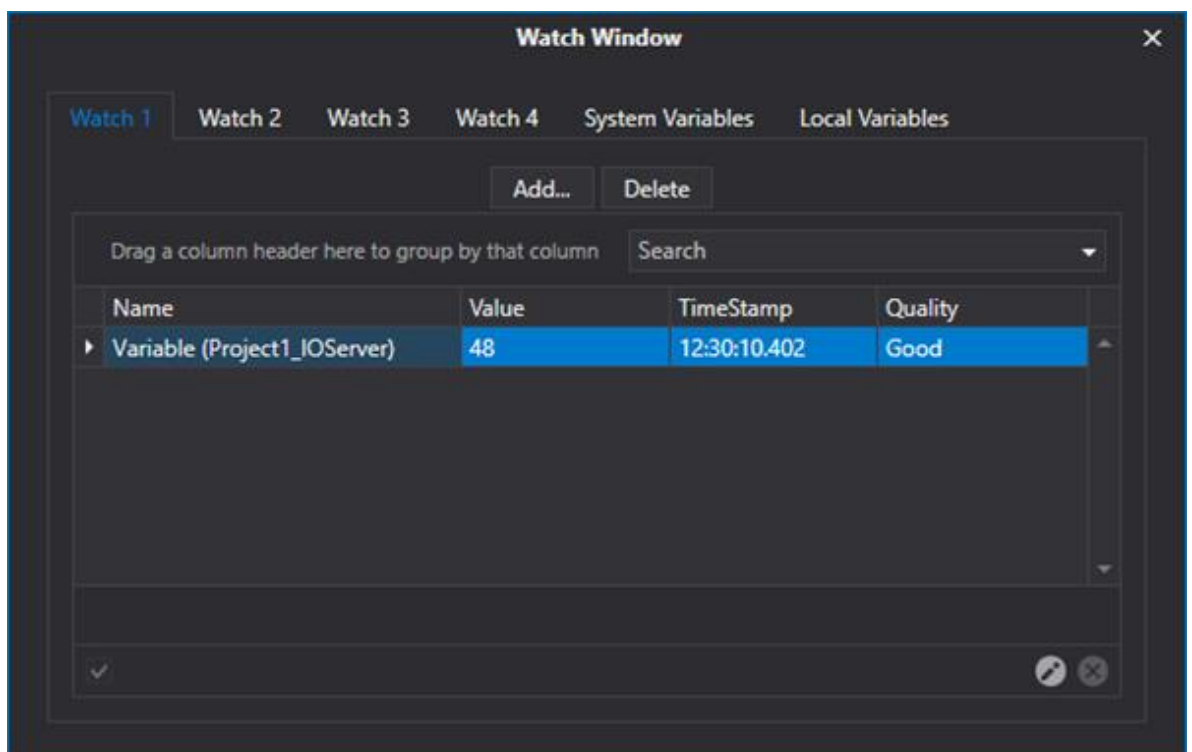 Watch Window
Watch 1 Watch 2 Watch 3 Watch 4 System Variables Local Variables
Add... Delete
Drag a column header here to group by that column Search
Name Value TimeStamp Quality
Variable (Project1_IOServer) 48 12:30:10.402 Good